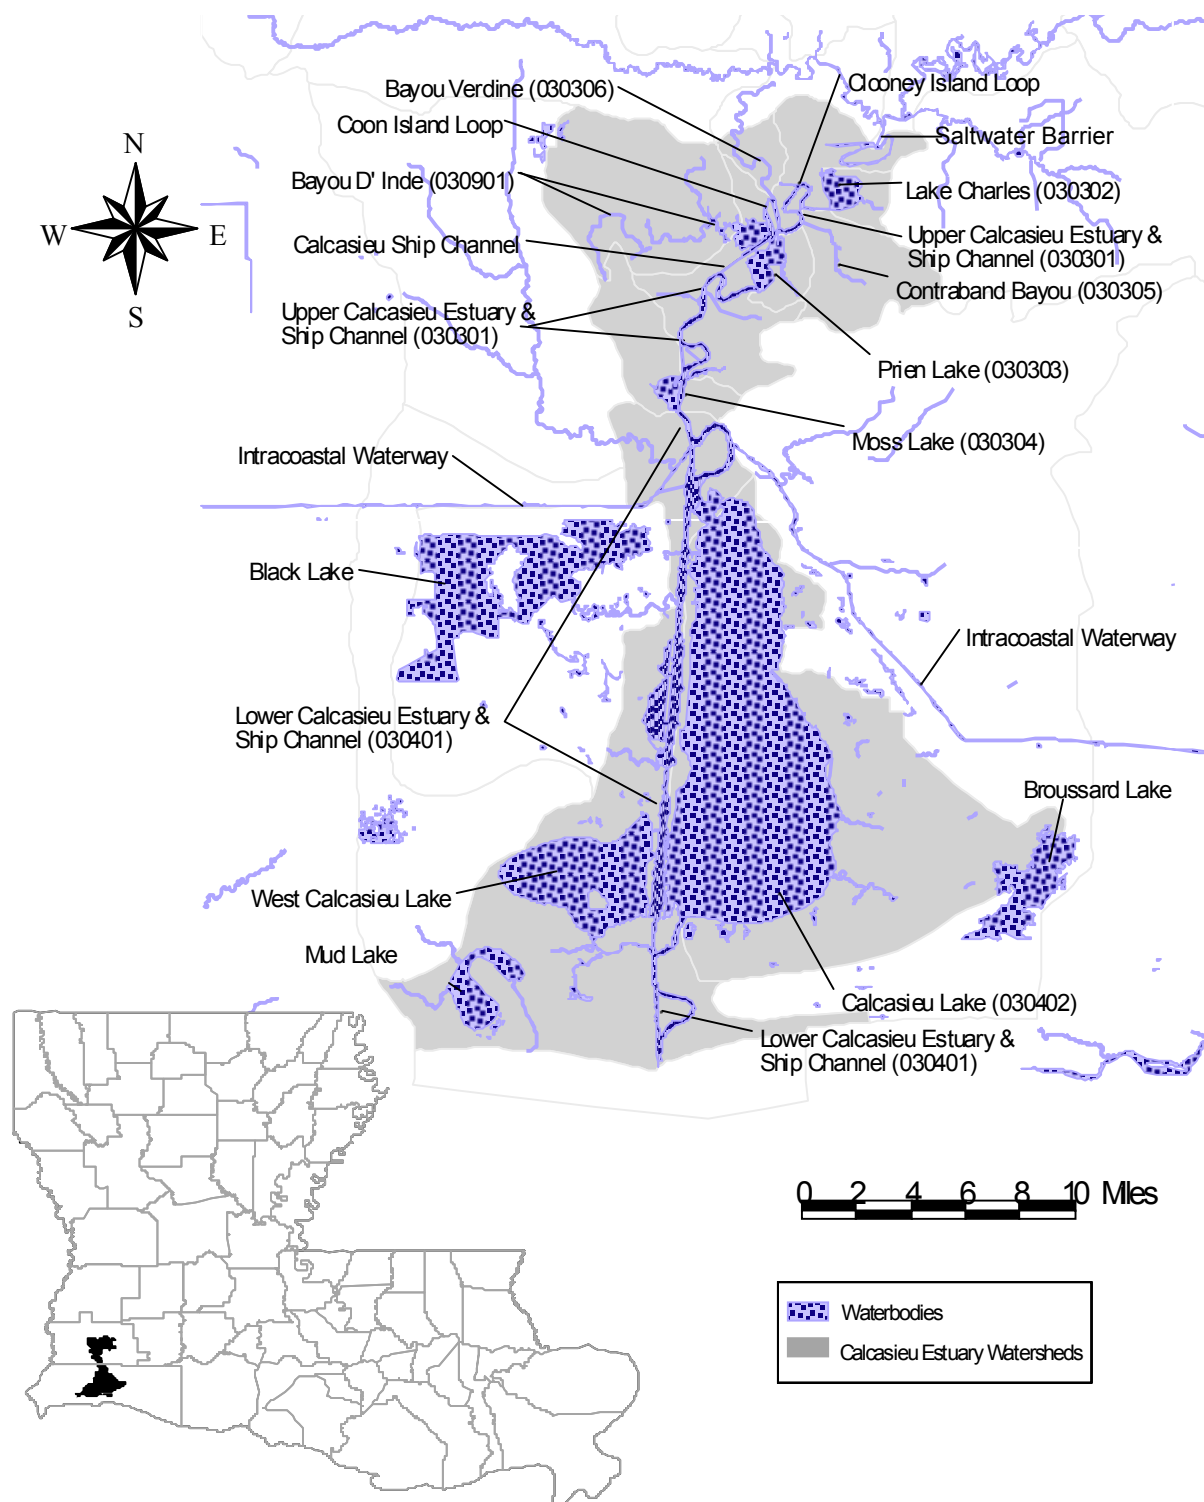 Bayou Verdine (030306)
Clooney Island Loop
Coon Island Loop
Saltwater Barrier
N
Bayou D' Inde (030901)
Lake Charles (030302)
W
E
Calcasieu Ship Channel
Upper Calcasieu Estuary &
Ship Channel (030301)
S
Contraband Bayou (030305)
Upper Calcasieu Estuary &
Ship Channel (030301)
Prien Lake (030303)
Moss Lake (030304)
Intracoastal Waterway
Black Lake
Intracoastal Waterway
Lower Calcasieu Estuary &
Ship Channel (030401)
Broussard Lake
West Calcasieu Lake
Mud Lake
Calcasieu Lake (030402)
Lower Calcasieu Estuary &
Ship Channel (030401)
0 2 4 6 8 10 Miles
Waterbodies
Calcasieu Estuary Watersheds